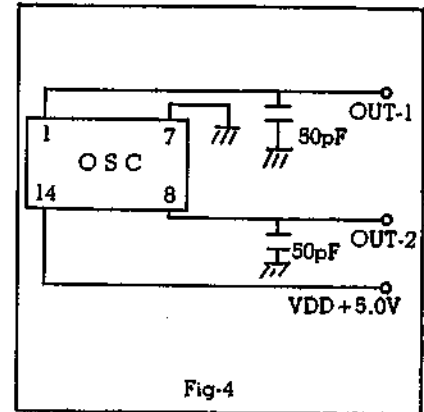 OUT-1
1
7
50pF
OSC
14
8
OUT-2
50pF
VDD+5.0V
Fig-4